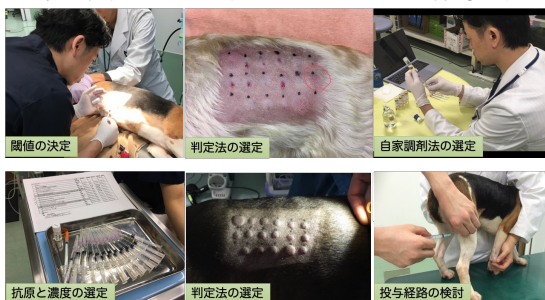 閾値の決定
判定法の選定
自家調剤法の選定
抗原と濃度の選定
判定法の選定
投与経路の検討